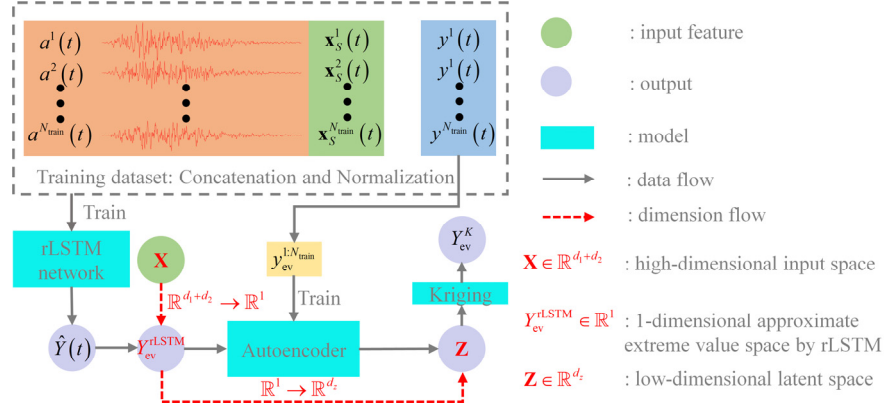 a¹(t) x_S¹(t) y¹(t)
a²(t) x_S²(t) y¹(t)
a^{N_train}(t) x_S^{N_train}(t) y^{N_train}(t)
Training dataset: Concatenation and Normalization
Train
rLSTM network
X
y_ev^{1:N_train}
Y_ev^K
ℝ^{d₁+d₂} → ℝ¹
Train
Kriging
Ŷ(t)
Y_ev^{rLSTM}
Autoencoder
Z
ℝ¹ → ℝ^{d_z}
: input feature
: output
: model
: data flow
: dimension flow
X ∈ ℝ^{d₁+d₂} : high-dimensional input space
Y_ev^{rLSTM} ∈ ℝ¹ : 1-dimensional approximate
extreme value space by rLSTM
Z ∈ ℝ^{d_z} : low-dimensional latent space